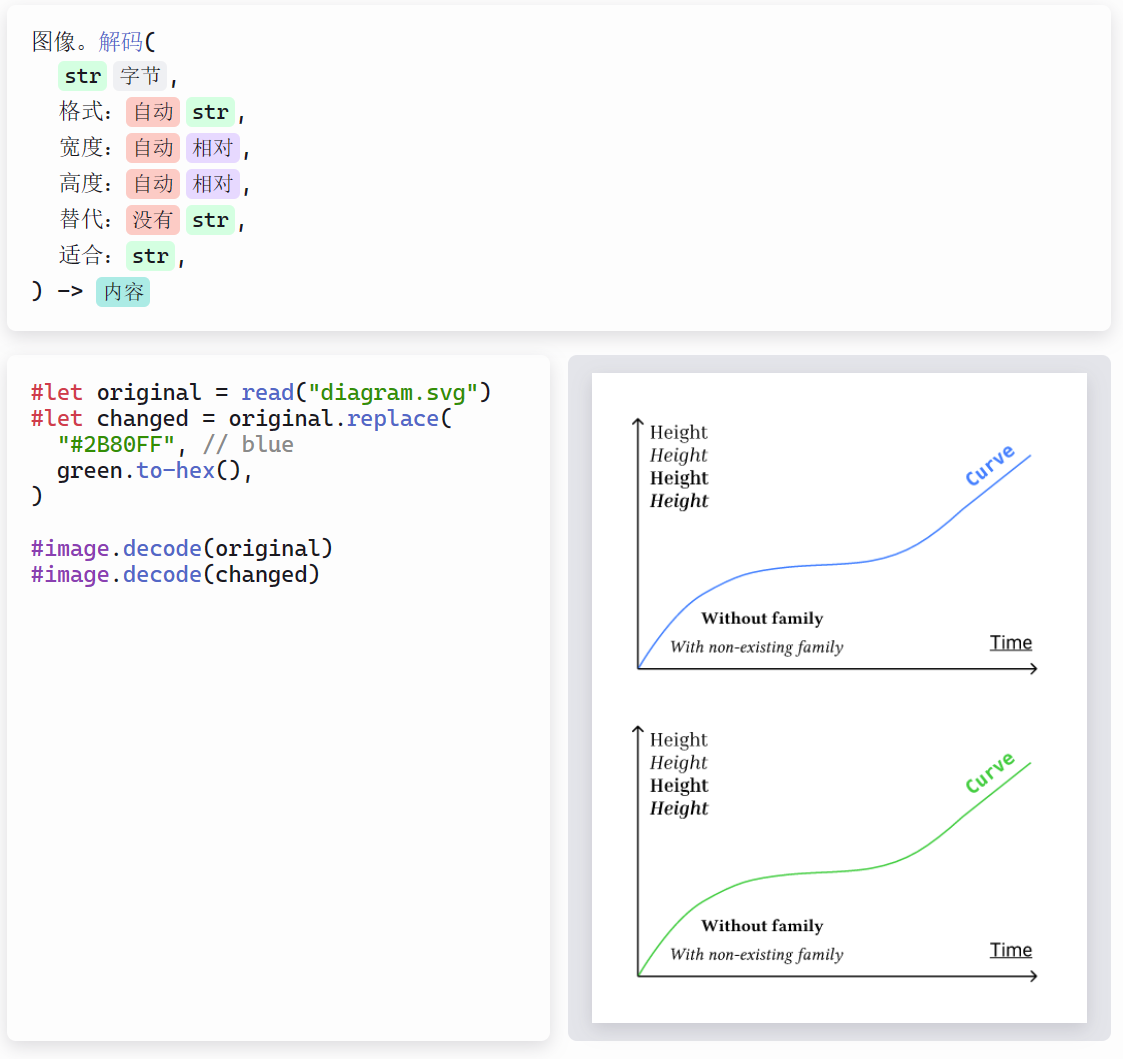 图像。解码(
str 字节,
格式：自动 str,
宽度：自动 相对,
高度：自动 相对,
替代：没有 str,
适合：str,
) -> 内容
#let original = read("diagram.svg")
#let changed = original.replace(
"#2B80FF", // blue
green.to-hex(),
)
#image.decode(original)
#image.decode(changed)
Height
Height
Height
Height
Curve
Without family
With non-existing family
Time
Height
Height
Height
Height
Curve
Without family
With non-existing family
Time